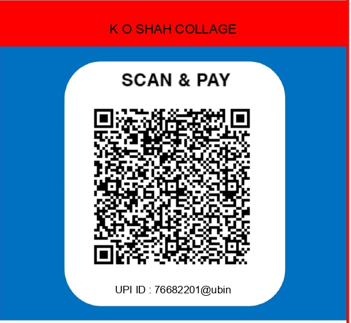 K O SHAH COLLAGE
SCAN & PAY
UPI ID : 76682201@ubin